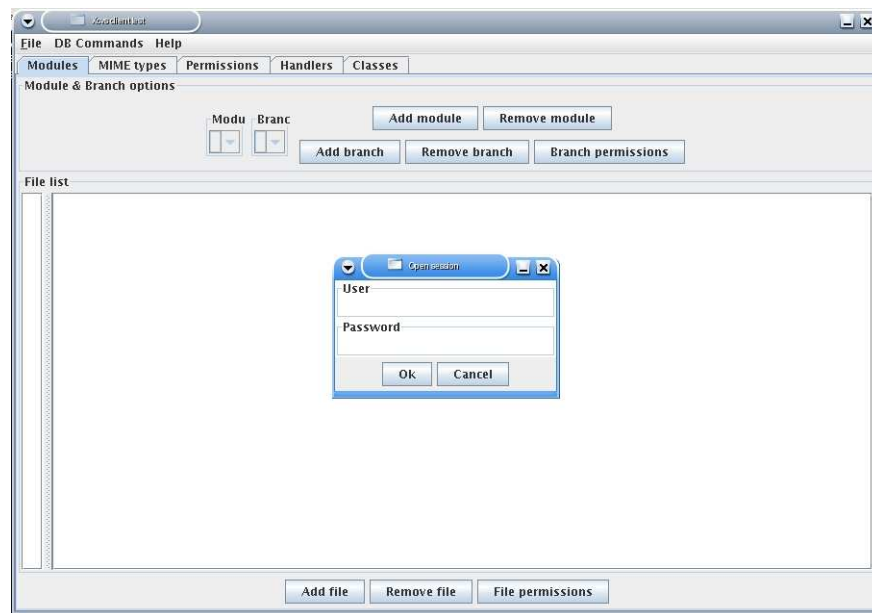 File DB Commands Help
Modules MIME types Permissions Handlers Classes
Module & Branch options
Modu Branc
Add module Remove module
Add branch Remove branch Branch permissions
File list
Open session
User
Password
Ok Cancel
Add file Remove file File permissions